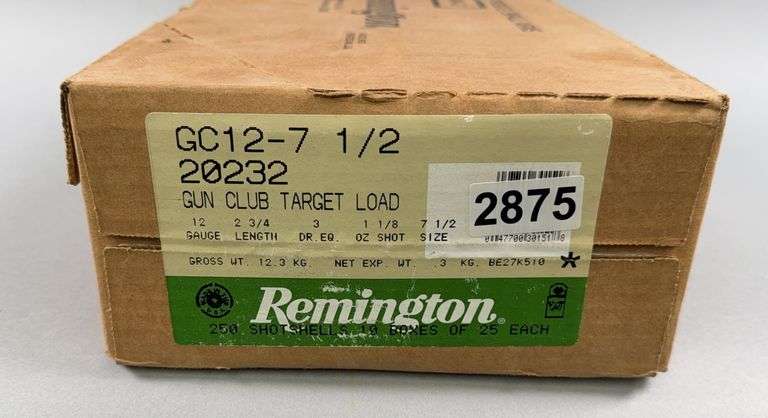 Remington
GC12-7 1/2
20232
GUN CLUB TARGET LOAD
12 2 3/4 3 1 1/8 7 1/2
GAUGE LENGTH DR.EQ. OZ SHOT SIZE
2875
GROSS WT. 12.3 KG. NET EXP. WT .3 KG. BE27K510 *
Remington®
250 SHOTSHELLS 10 BOXES OF 25 EACH